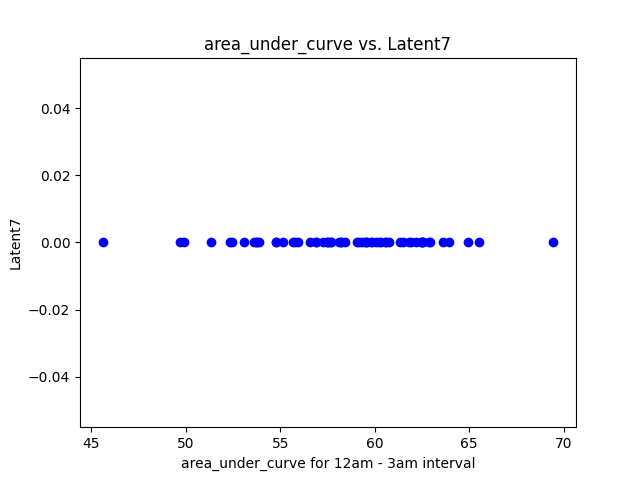 area_under_curve vs. Latent7
0.04
0.02
0.00
−0.02
−0.04
Latent7
45 50 55 60 65 70
area_under_curve for 12am - 3am interval